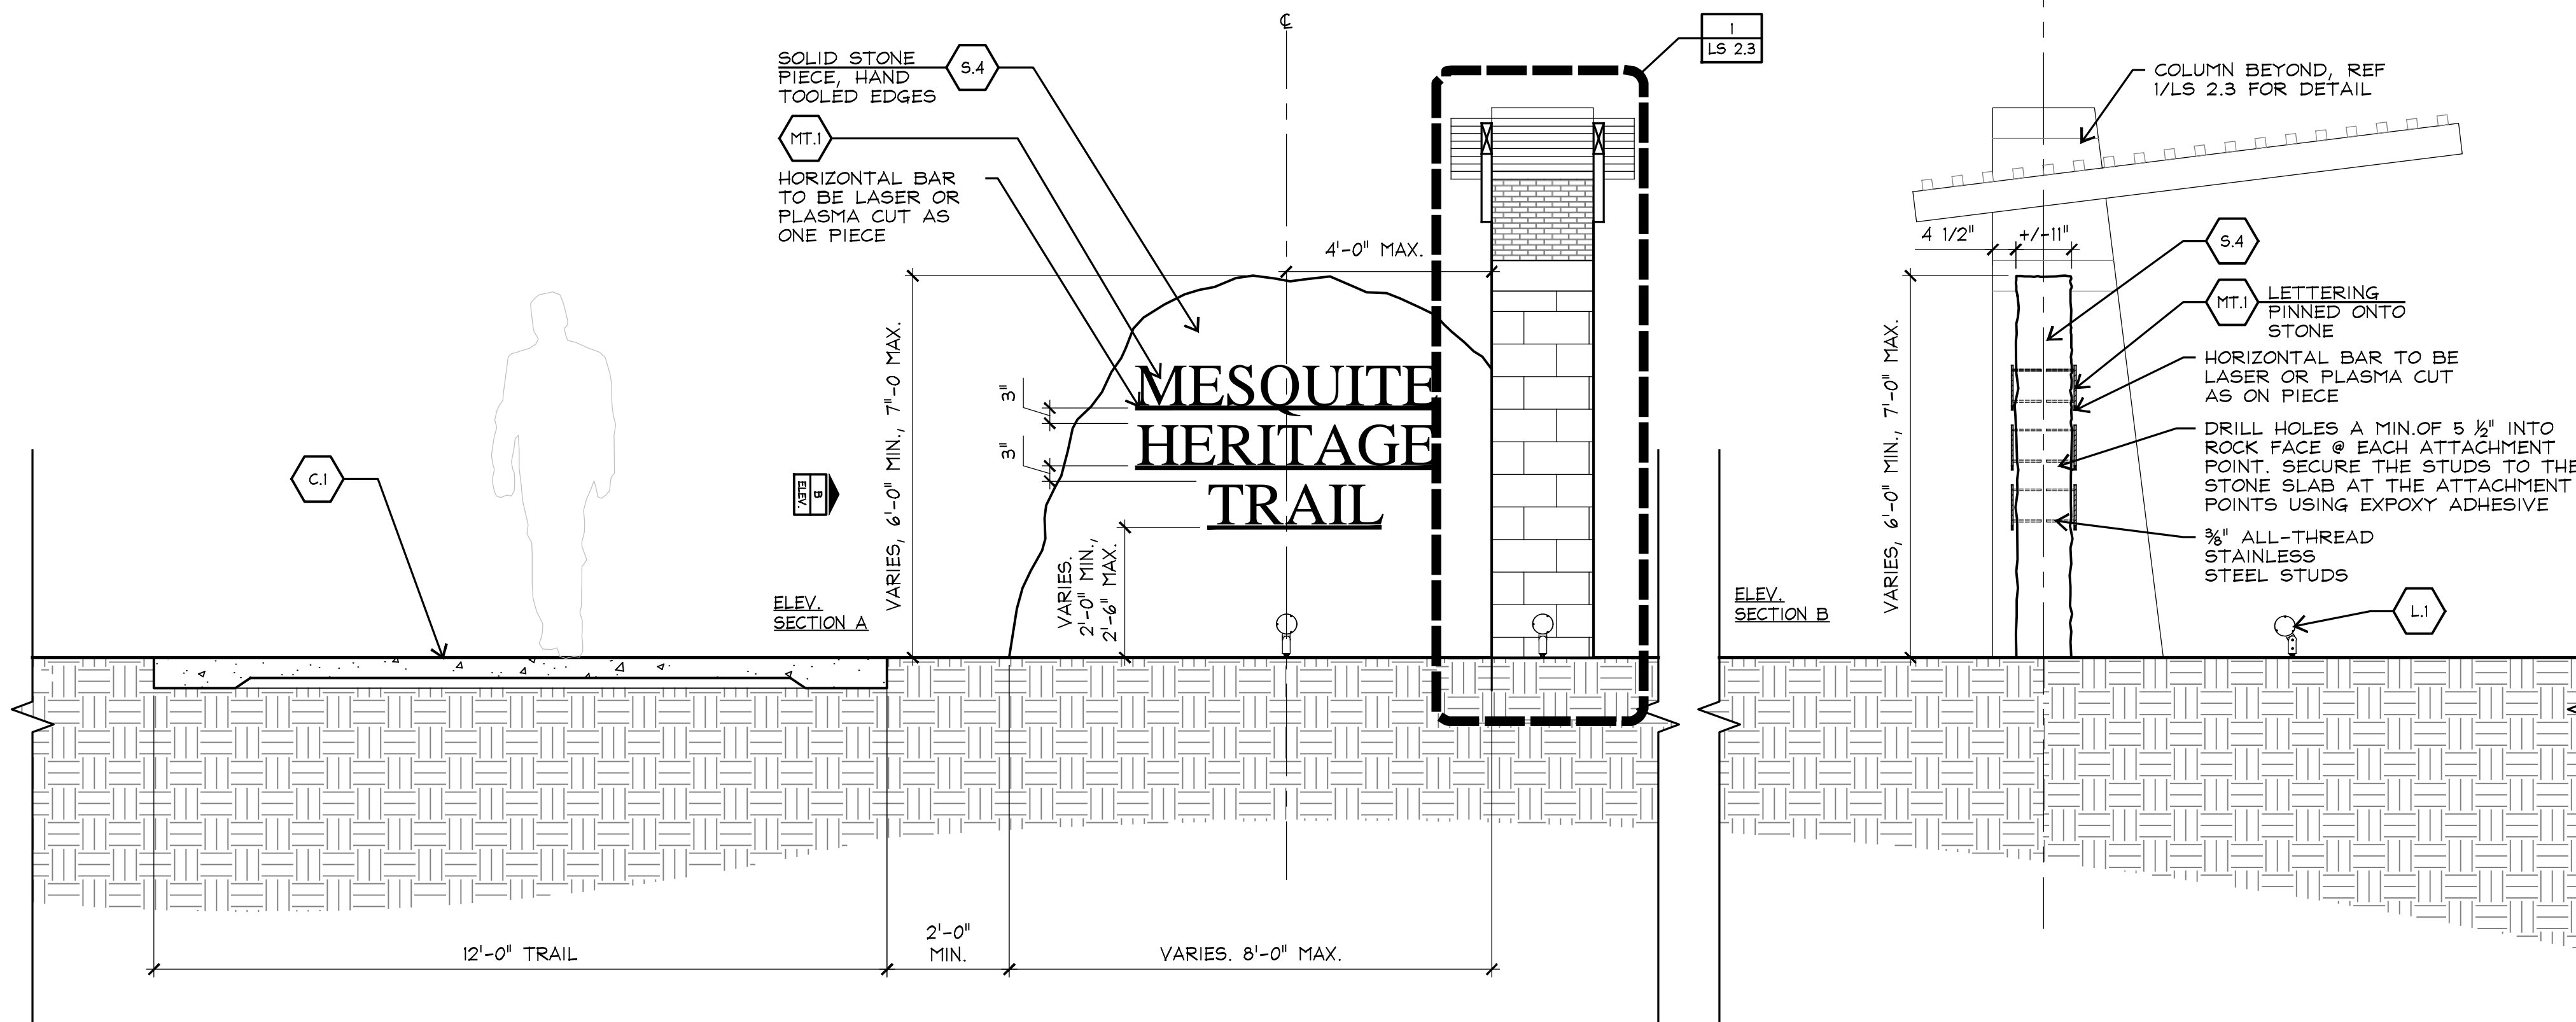 ℄
1
LS 2.3
SOLID STONE
PIECE, HAND
TOOLED EDGES
S.4
MT.1
HORIZONTAL BAR
TO BE LASER OR
PLASMA CUT AS
ONE PIECE
4'-0" MAX.
VARIES, 6'-0" MIN., 7"-0 MAX.
3"
3"
MESQUITE
HERITAGE
TRAIL
VARIES.
2'-0" MIN.,
2'-6" MAX.
C.1
B
ELEV.
ELEV.
SECTION A
12'-0" TRAIL
2'-0"
MIN.
VARIES. 8'-0" MAX.
COLUMN BEYOND, REF
1/LS 2.3 FOR DETAIL
4 1/2"
+/-11"
S.4
MT.1
LETTERING
PINNED ONTO
STONE
HORIZONTAL BAR TO BE
LASER OR PLASMA CUT
AS ON PIECE
DRILL HOLES A MIN.OF 5 ½" INTO
ROCK FACE @ EACH ATTACHMENT
POINT. SECURE THE STUDS TO THE
STONE SLAB AT THE ATTACHMENT
POINTS USING EXPOXY ADHESIVE
⅜" ALL-THREAD
STAINLESS
STEEL STUDS
VARIES, 6'-0" MIN., 7'-0" MAX.
L.1
ELEV.
SECTION B